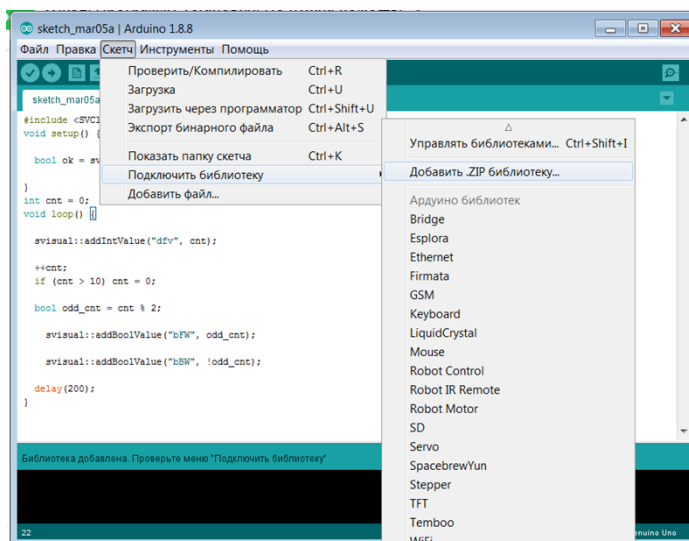 sketch_mar05a | Arduino 1.8.8
Файл Правка Скетч Инструменты Помощь
Проверить/Компилировать Ctrl+R
Загрузка Ctrl+U
Загрузить через программатор Ctrl+Shift+U
Экспорт бинарного файла Ctrl+Alt+S
Показать папку скетча Ctrl+K
Подключить библиотеку
Добавить файл...
Управлять библиотеками... Ctrl+Shift+I
Добавить .ZIP библиотеку...
Ардуино библиотек
Bridge
Esplora
Ethernet
Firmata
GSM
Keyboard
LiquidCrystal
Mouse
Robot Control
Robot IR Remote
Robot Motor
SD
Servo
SpacebrewYun
Stepper
TFT
Temboo
WiFi
sketch_mar05a
#include <SVCl
void setup() {
bool ok = sv
}
int cnt = 0;
void loop() {
svisual::addIntValue("dfv", cnt);
++cnt;
if (cnt > 10) cnt = 0;
bool odd_cnt = cnt % 2;
svisual::addBoolValue("bFW", odd_cnt);
svisual::addBoolValue("bBW", !odd_cnt);
delay(200);
}
Библиотека добавлена. Проверьте меню "Подключить библиотеку"
22
enuino Uno